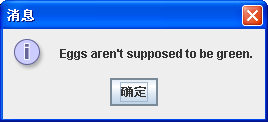 消息
Eggs aren't supposed to be green.
确定